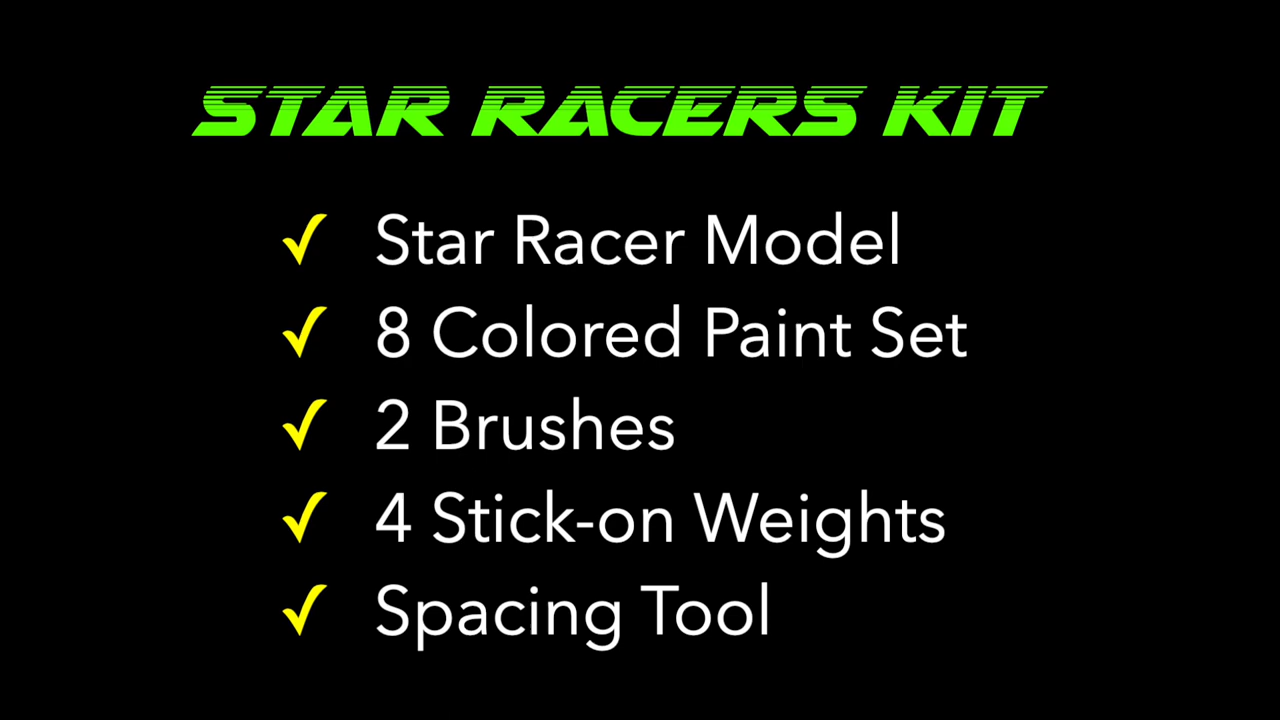 STAR RACERS KIT
✓ Star Racer Model
✓ 8 Colored Paint Set
✓ 2 Brushes
✓ 4 Stick-on Weights
✓ Spacing Tool